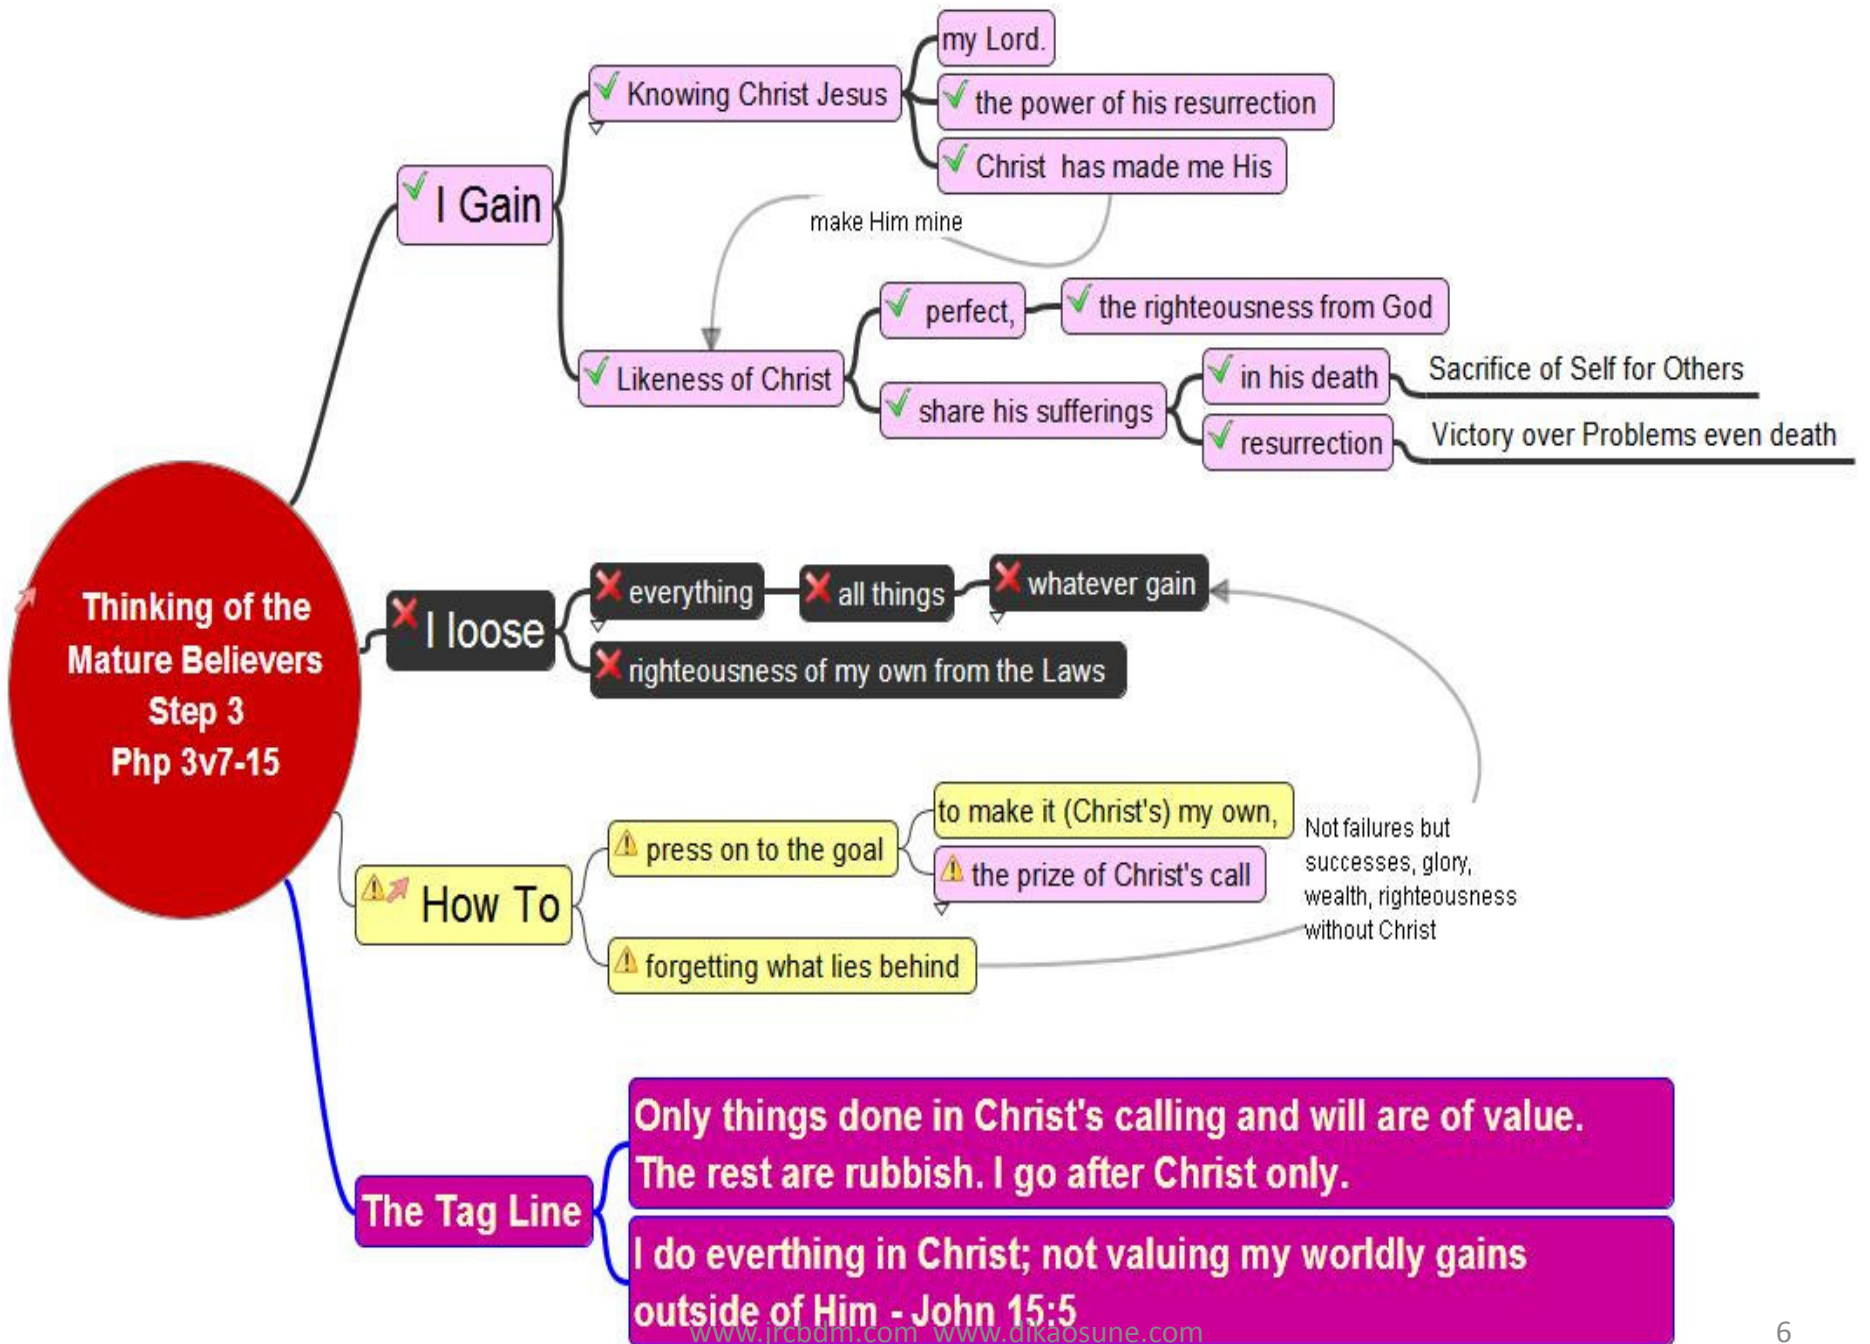 my Lord.
Knowing Christ Jesus
the power of his resurrection
Christ has made me His
I Gain
make Him mine
perfect,
the righteousness from God
Likeness of Christ
share his sufferings
in his death
Sacrifice of Self for Others
resurrection
Victory over Problems even death
Thinking of the
Mature Believers
Step 3
Php 3v7-15
I loose
everything
all things
whatever gain
righteousness of my own from the Laws
How To
press on to the goal
to make it (Christ's) my own,
the prize of Christ's call
forgetting what lies behind
Not failures but
successes, glory,
wealth, righteousness
without Christ
The Tag Line
Only things done in Christ's calling and will are of value.
The rest are rubbish. I go after Christ only.
I do everthing in Christ; not valuing my worldly gains
outside of Him - John 15:5
www.jrcbdm.com www.dikaosune.com
6